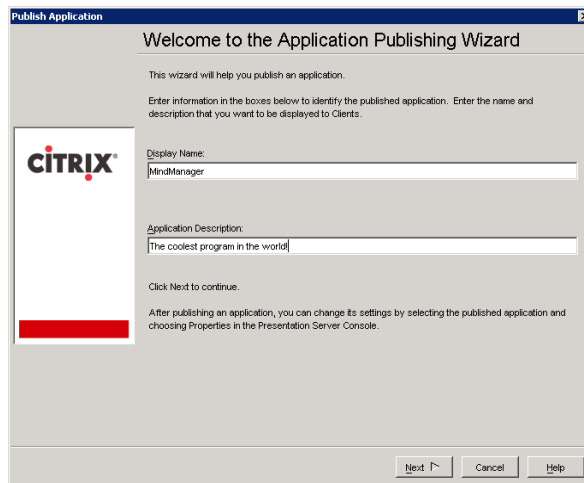 Publish Application
Welcome to the Application Publishing Wizard
This wizard will help you publish an application.
Enter information in the boxes below to identify the published application. Enter the name and
description that you want to be displayed to Clients.
CITRIX®
Display Name:
MindManager
Application Description:
The coolest program in the world!
Click Next to continue.
After publishing an application, you can change its settings by selecting the published application and
choosing Properties in the Presentation Server Console.
Next Cancel Help